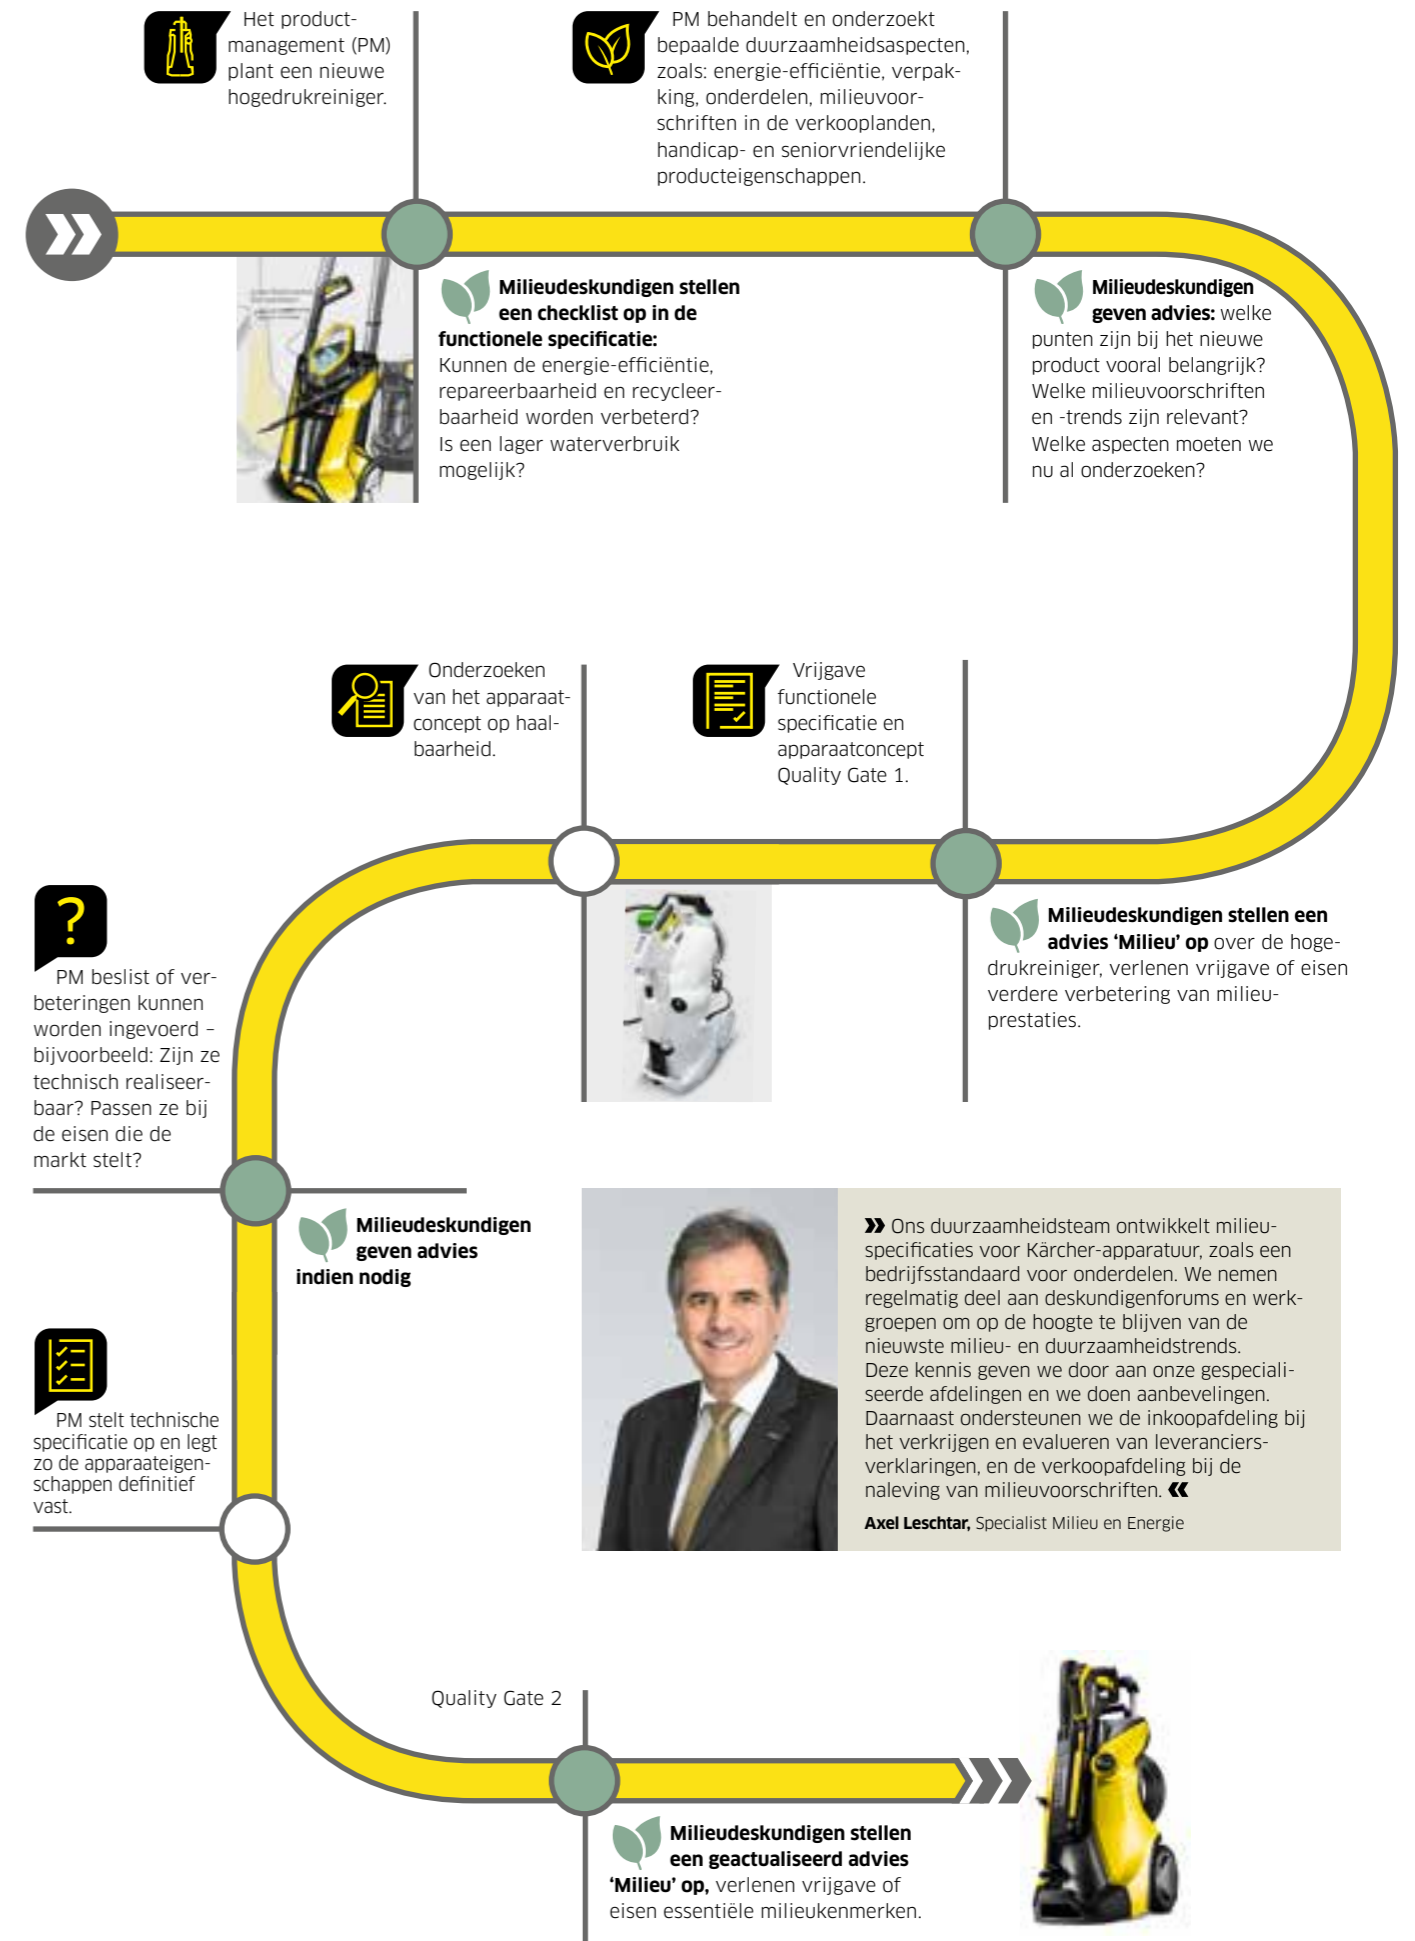 Het product-
management (PM)
plant een nieuwe
hogedrukreiniger.
PM behandelt en onderzoekt
bepaalde duurzaamheidsaspecten,
zoals: energie-efficiëntie, verpak-
king, onderdelen, milieuvoor-
schriften in de verkooplanden,
handicap- en seniorvriendelijke
producteigenschappen.
Milieudeskundigen stellen
een checklist op in de
functionele specificatie:
Kunnen de energie-efficiëntie,
repareerbaarheid en recycleer-
baarheid worden verbeterd?
Is een lager waterverbruik
mogelijk?
Milieudeskundigen
geven advies: welke
punten zijn bij het nieuwe
product vooral belangrijk?
Welke milieuvoorschriften
en -trends zijn relevant?
Welke aspecten moeten we
nu al onderzoeken?
Vrijgave
functionele
specificatie en
apparaatconcept
Quality Gate 1.
Milieudeskundigen stellen een
advies ‘Milieu’ op over de hoge-
drukreiniger, verlenen vrijgave of eisen
verdere verbetering van milieu-
prestaties.
Onderzoeken
van het apparaat-
concept op haal-
baarheid.
?
PM beslist of ver-
beteringen kunnen
worden ingevoerd –
bijvoorbeeld: Zijn ze
technisch realiseer-
baar? Passen ze bij
de eisen die de
markt stelt?
Milieudeskundigen
geven advies
indien nodig
PM stelt technische
specificatie op en legt
zo de apparaateigen-
schappen definitief
vast.
» Ons duurzaamheidsteam ontwikkelt milieu-
specificaties voor Kärcher-apparatuur, zoals een
bedrijfsstandaard voor onderdelen. We nemen
regelmatig deel aan deskundigenforums en werk-
groepen om op de hoogte te blijven van de
nieuwste milieu- en duurzaamheidstrends.
Deze kennis geven we door aan onze gespeciali-
seerde afdelingen en we doen aanbevelingen.
Daarnaast ondersteunen we de inkoopafdeling bij
het verkrijgen en evalueren van leveranciers-
verklaringen, en de verkoopafdeling bij de
naleving van milieuvoorschriften. «
Axel Leschtar, Specialist Milieu en Energie
Quality Gate 2
Milieudeskundigen stellen
een geactualiseerd advies
‘Milieu’ op, verlenen vrijgave of
eisen essentiële milieukenmerken.